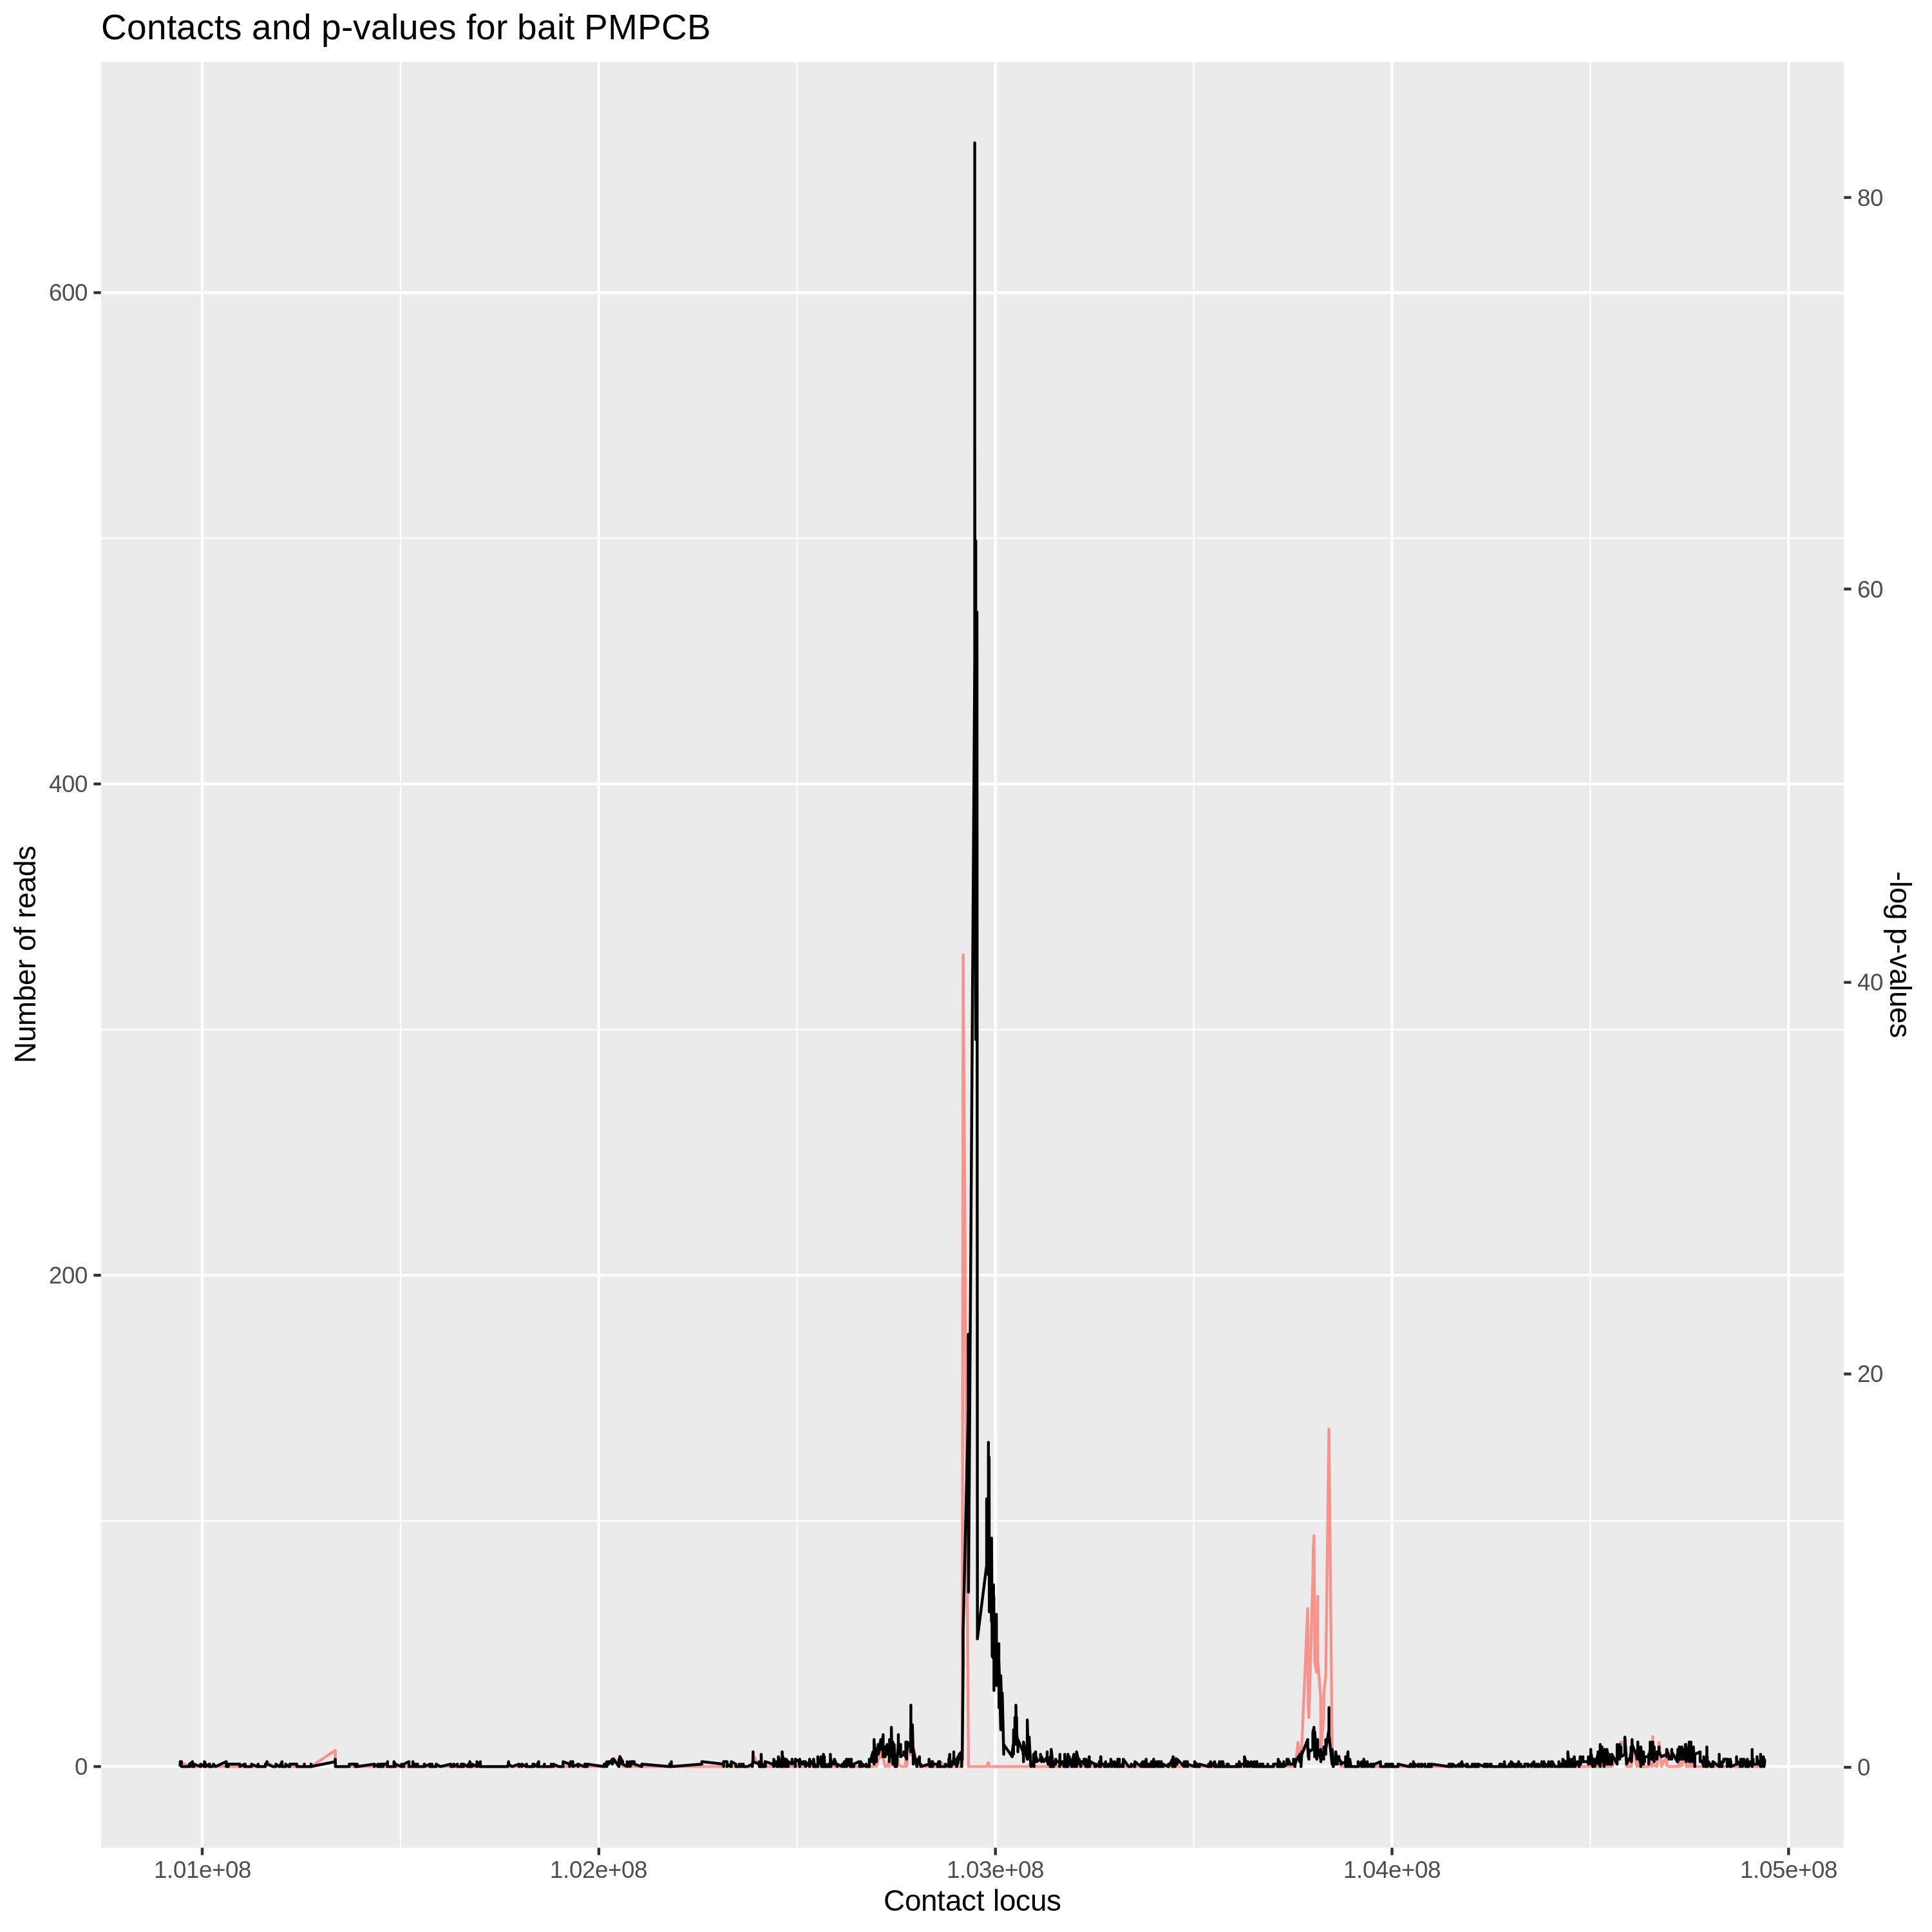 Contacts and p-values for bait PMPCB
600
400
200
0
80
60
40
20
0
Number of reads
-log p-values
1.01e+08 1.02e+08 1.03e+08 1.04e+08 1.05e+08
Contact locus